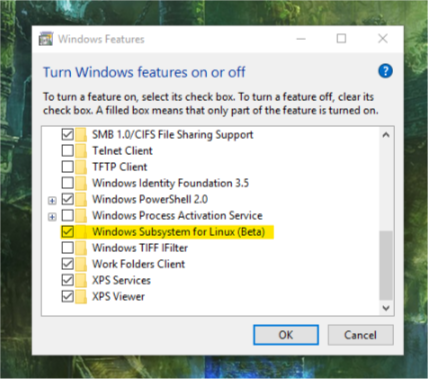 Windows Features
Turn Windows features on or off
To turn a feature on, select its check box. To turn a feature off, clear its
check box. A filled box means that only part of the feature is turned on.
SMB 1.0/CIFS File Sharing Support
Telnet Client
TFTP Client
Windows Identity Foundation 3.5
Windows PowerShell 2.0
Windows Process Activation Service
Windows Subsystem for Linux (Beta)
Windows TIFF IFilter
Work Folders Client
XPS Services
XPS Viewer
OK Cancel